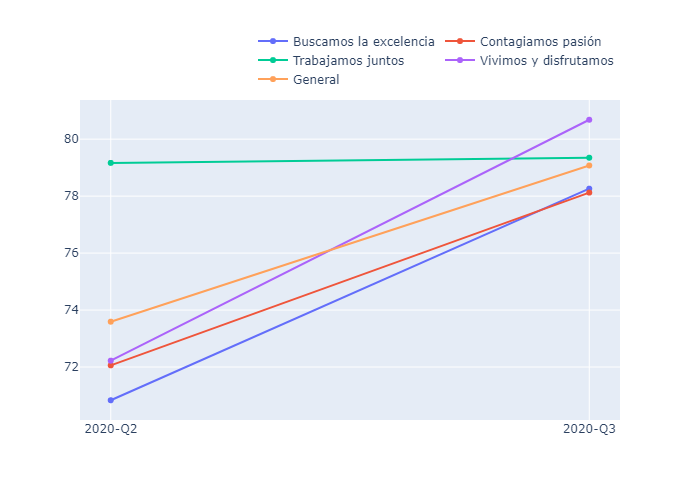 Buscamos la excelencia Contagiamos pasión
Trabajamos juntos Vivimos y disfrutamos
General
80
78
76
74
72
2020-Q2 2020-Q3